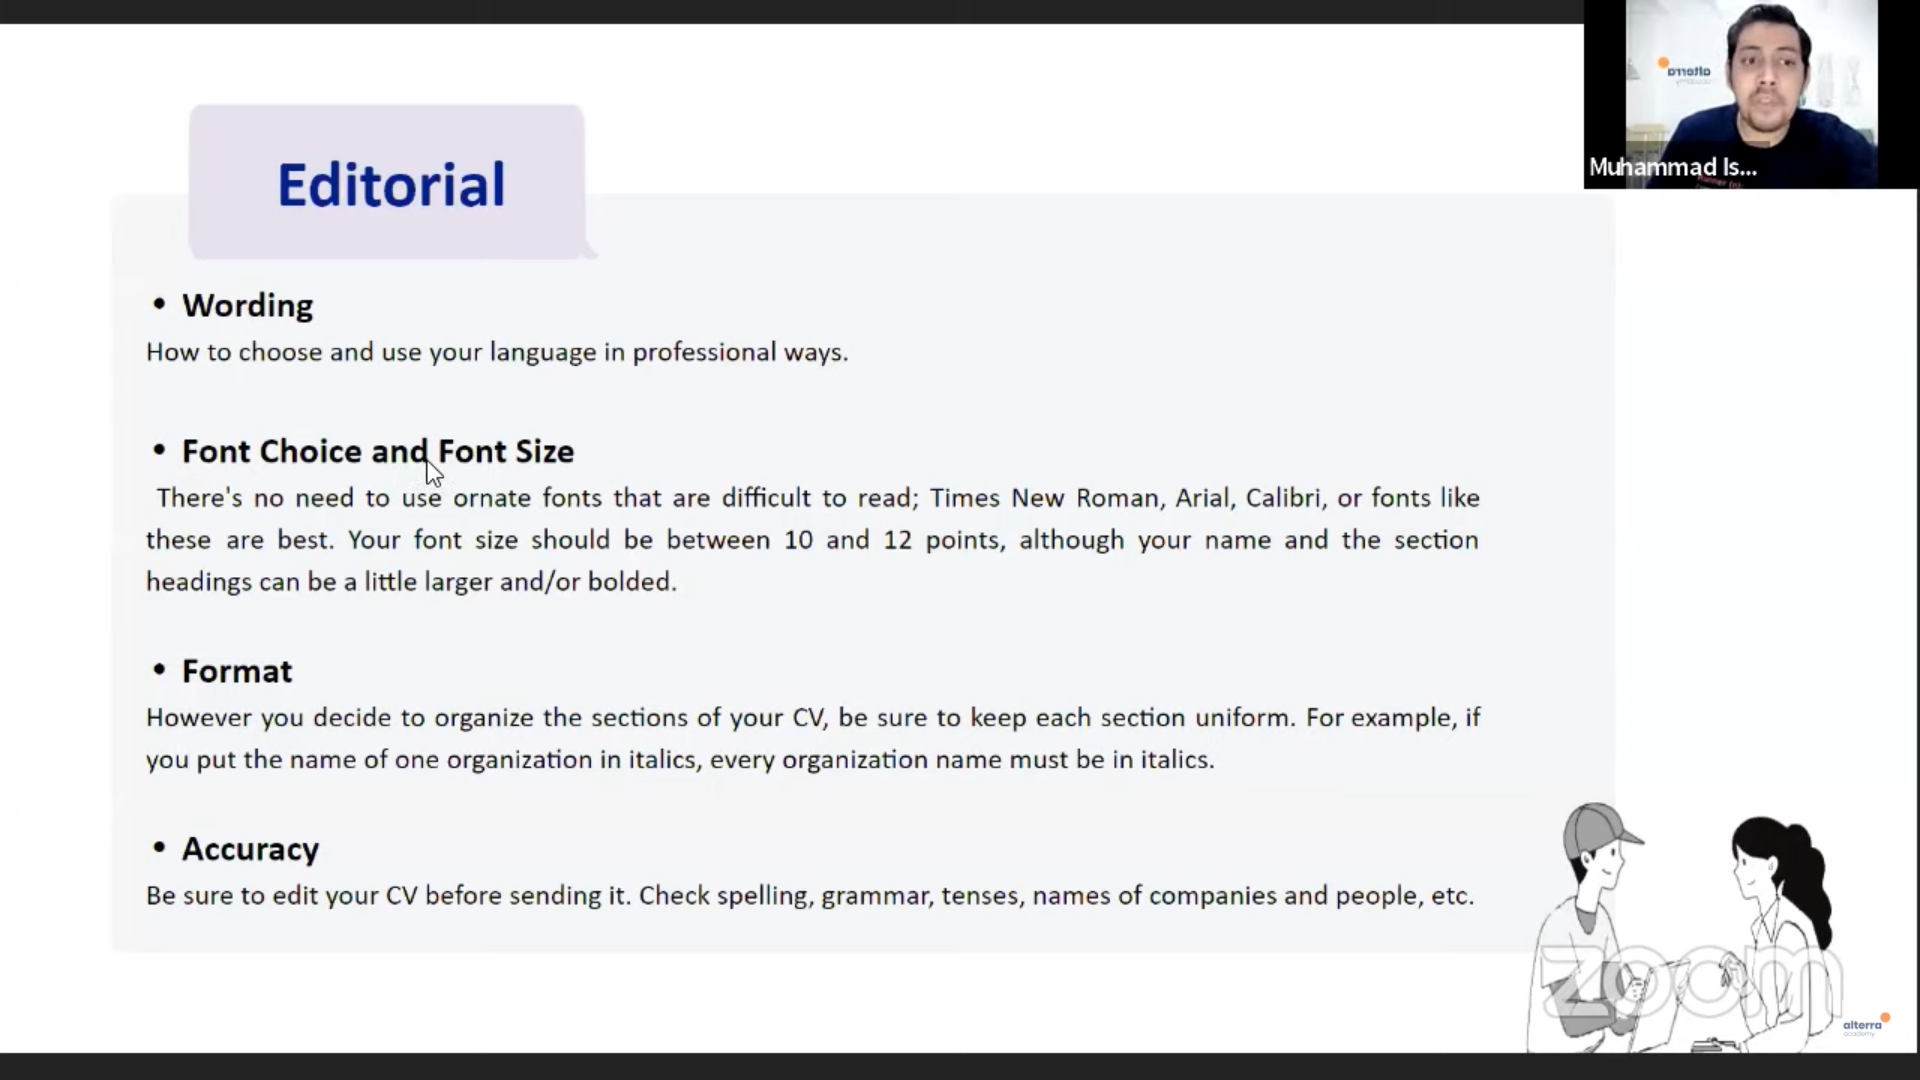 Editorial
• Wording
How to choose and use your language in professional ways.
• Font Choice and Font Size
There's no need to use ornate fonts that are difficult to read; Times New Roman, Arial, Calibri, or fonts like
these are best. Your font size should be between 10 and 12 points, although your name and the section
headings can be a little larger and/or bolded.
• Format
However you decide to organize the sections of your CV, be sure to keep each section uniform. For example, if
you put the name of one organization in italics, every organization name must be in italics.
• Accuracy
Be sure to edit your CV before sending it. Check spelling, grammar, tenses, names of companies and people, etc.
alterra
Muhammad Is...
zoom
alterra
academy